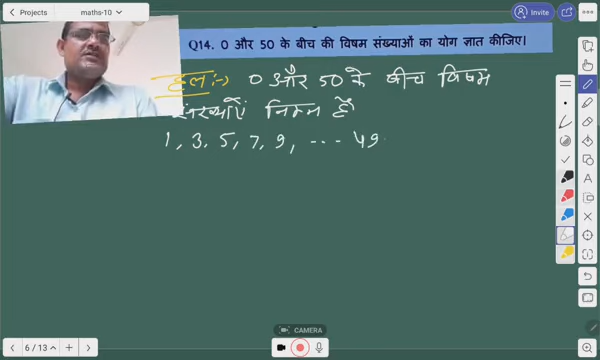 Projects
maths-10
Invite
Q14. 0 और 50 के बीच की विषम संख्याओं का योग ज्ञात कीजिए।
हल:-> 0 और 50 के बीच विषम
संख्याएँ निम्न हैं
1, 3, 5, 7, 9, --- 49
6 / 13
CAMERA